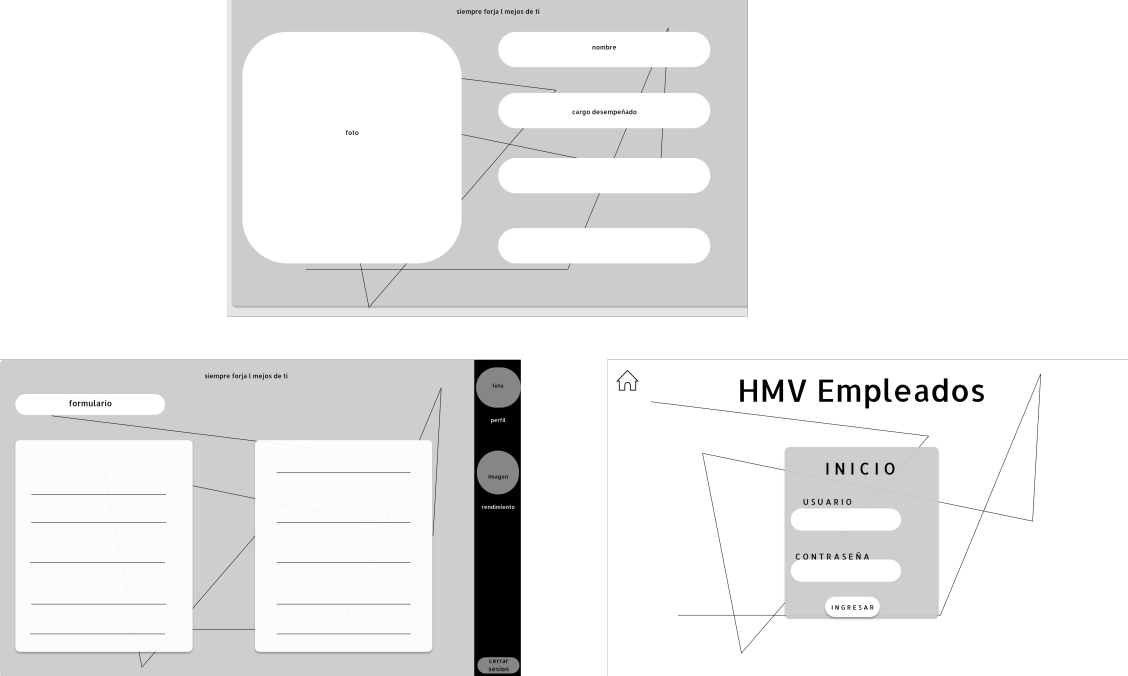 siempre forja l mejos de ti
nombre
cargo desempeñado
foto
siempre forja l mejos de ti
formulario
foto
perfil
Imagen
rendimiento
cerrar
sesion
HMV Empleados
INICIO
USUARIO
CONTRASEÑA
INGRESAR